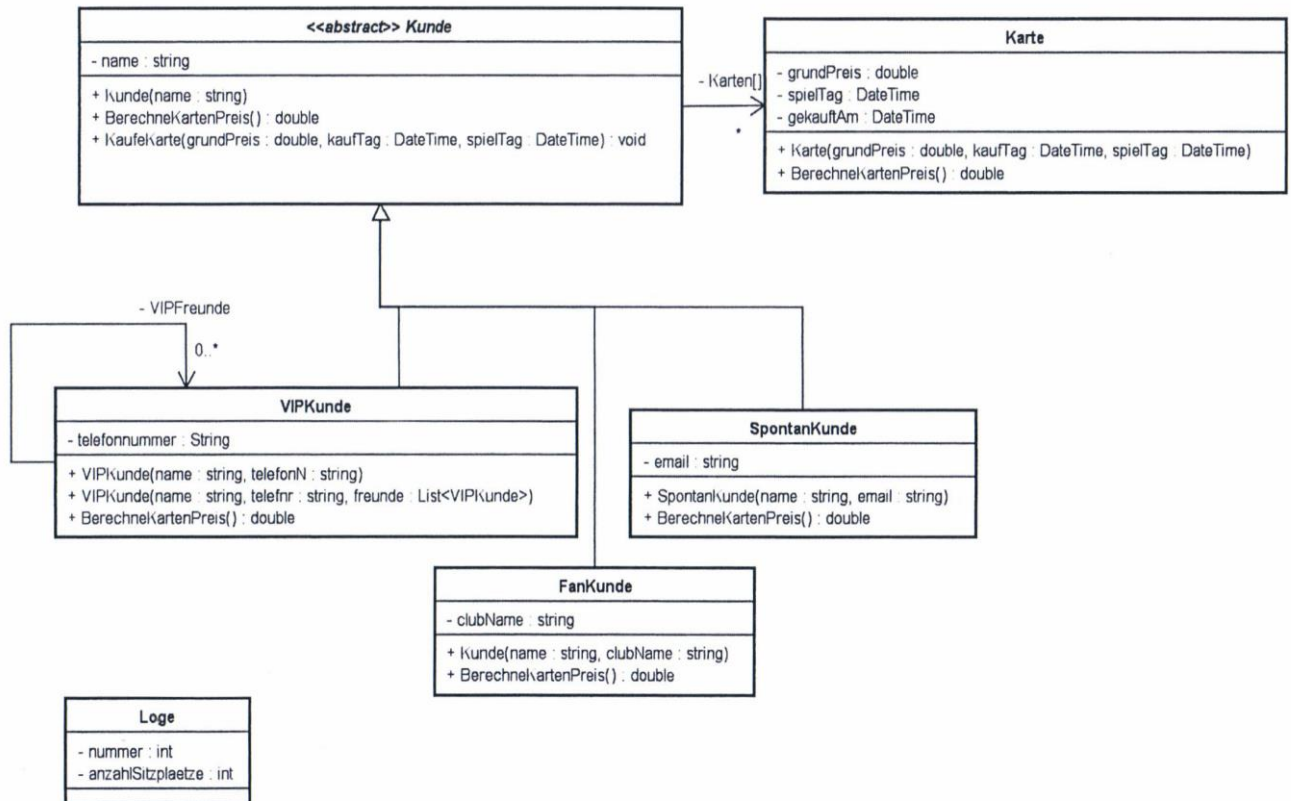 <<abstract>> Kunde
- name : string
+ Kunde(name : string)
+ BerechneKartenPreis() : double
+ KaufeKarte(grundPreis : double, kaufTag : DateTime, spielTag : DateTime) : void
- Karten[]
*
Karte
- grundPreis : double
- spielTag : DateTime
- gekauftAm : DateTime
+ Karte(grundPreis : double, kaufTag : DateTime, spielTag : DateTime)
+ BerechneKartenPreis() : double
- VIPFreunde
0..*
VIPKunde
- telefonnummer : String
+ VIPKunde(name : string, telefonN : string)
+ VIPKunde(name : string, telefnr : string, freunde : List<VIPKunde>)
+ BerechneKartenPreis() : double
SpontanKunde
- email : string
+ SpontanKunde(name : string, email : string)
+ BerechneKartenPreis() : double
FanKunde
- clubName : string
+ Kunde(name : string, clubName : string)
+ BerechneKartenPreis() : double
Loge
- nummer : int
- anzahlSitzplaetze : int